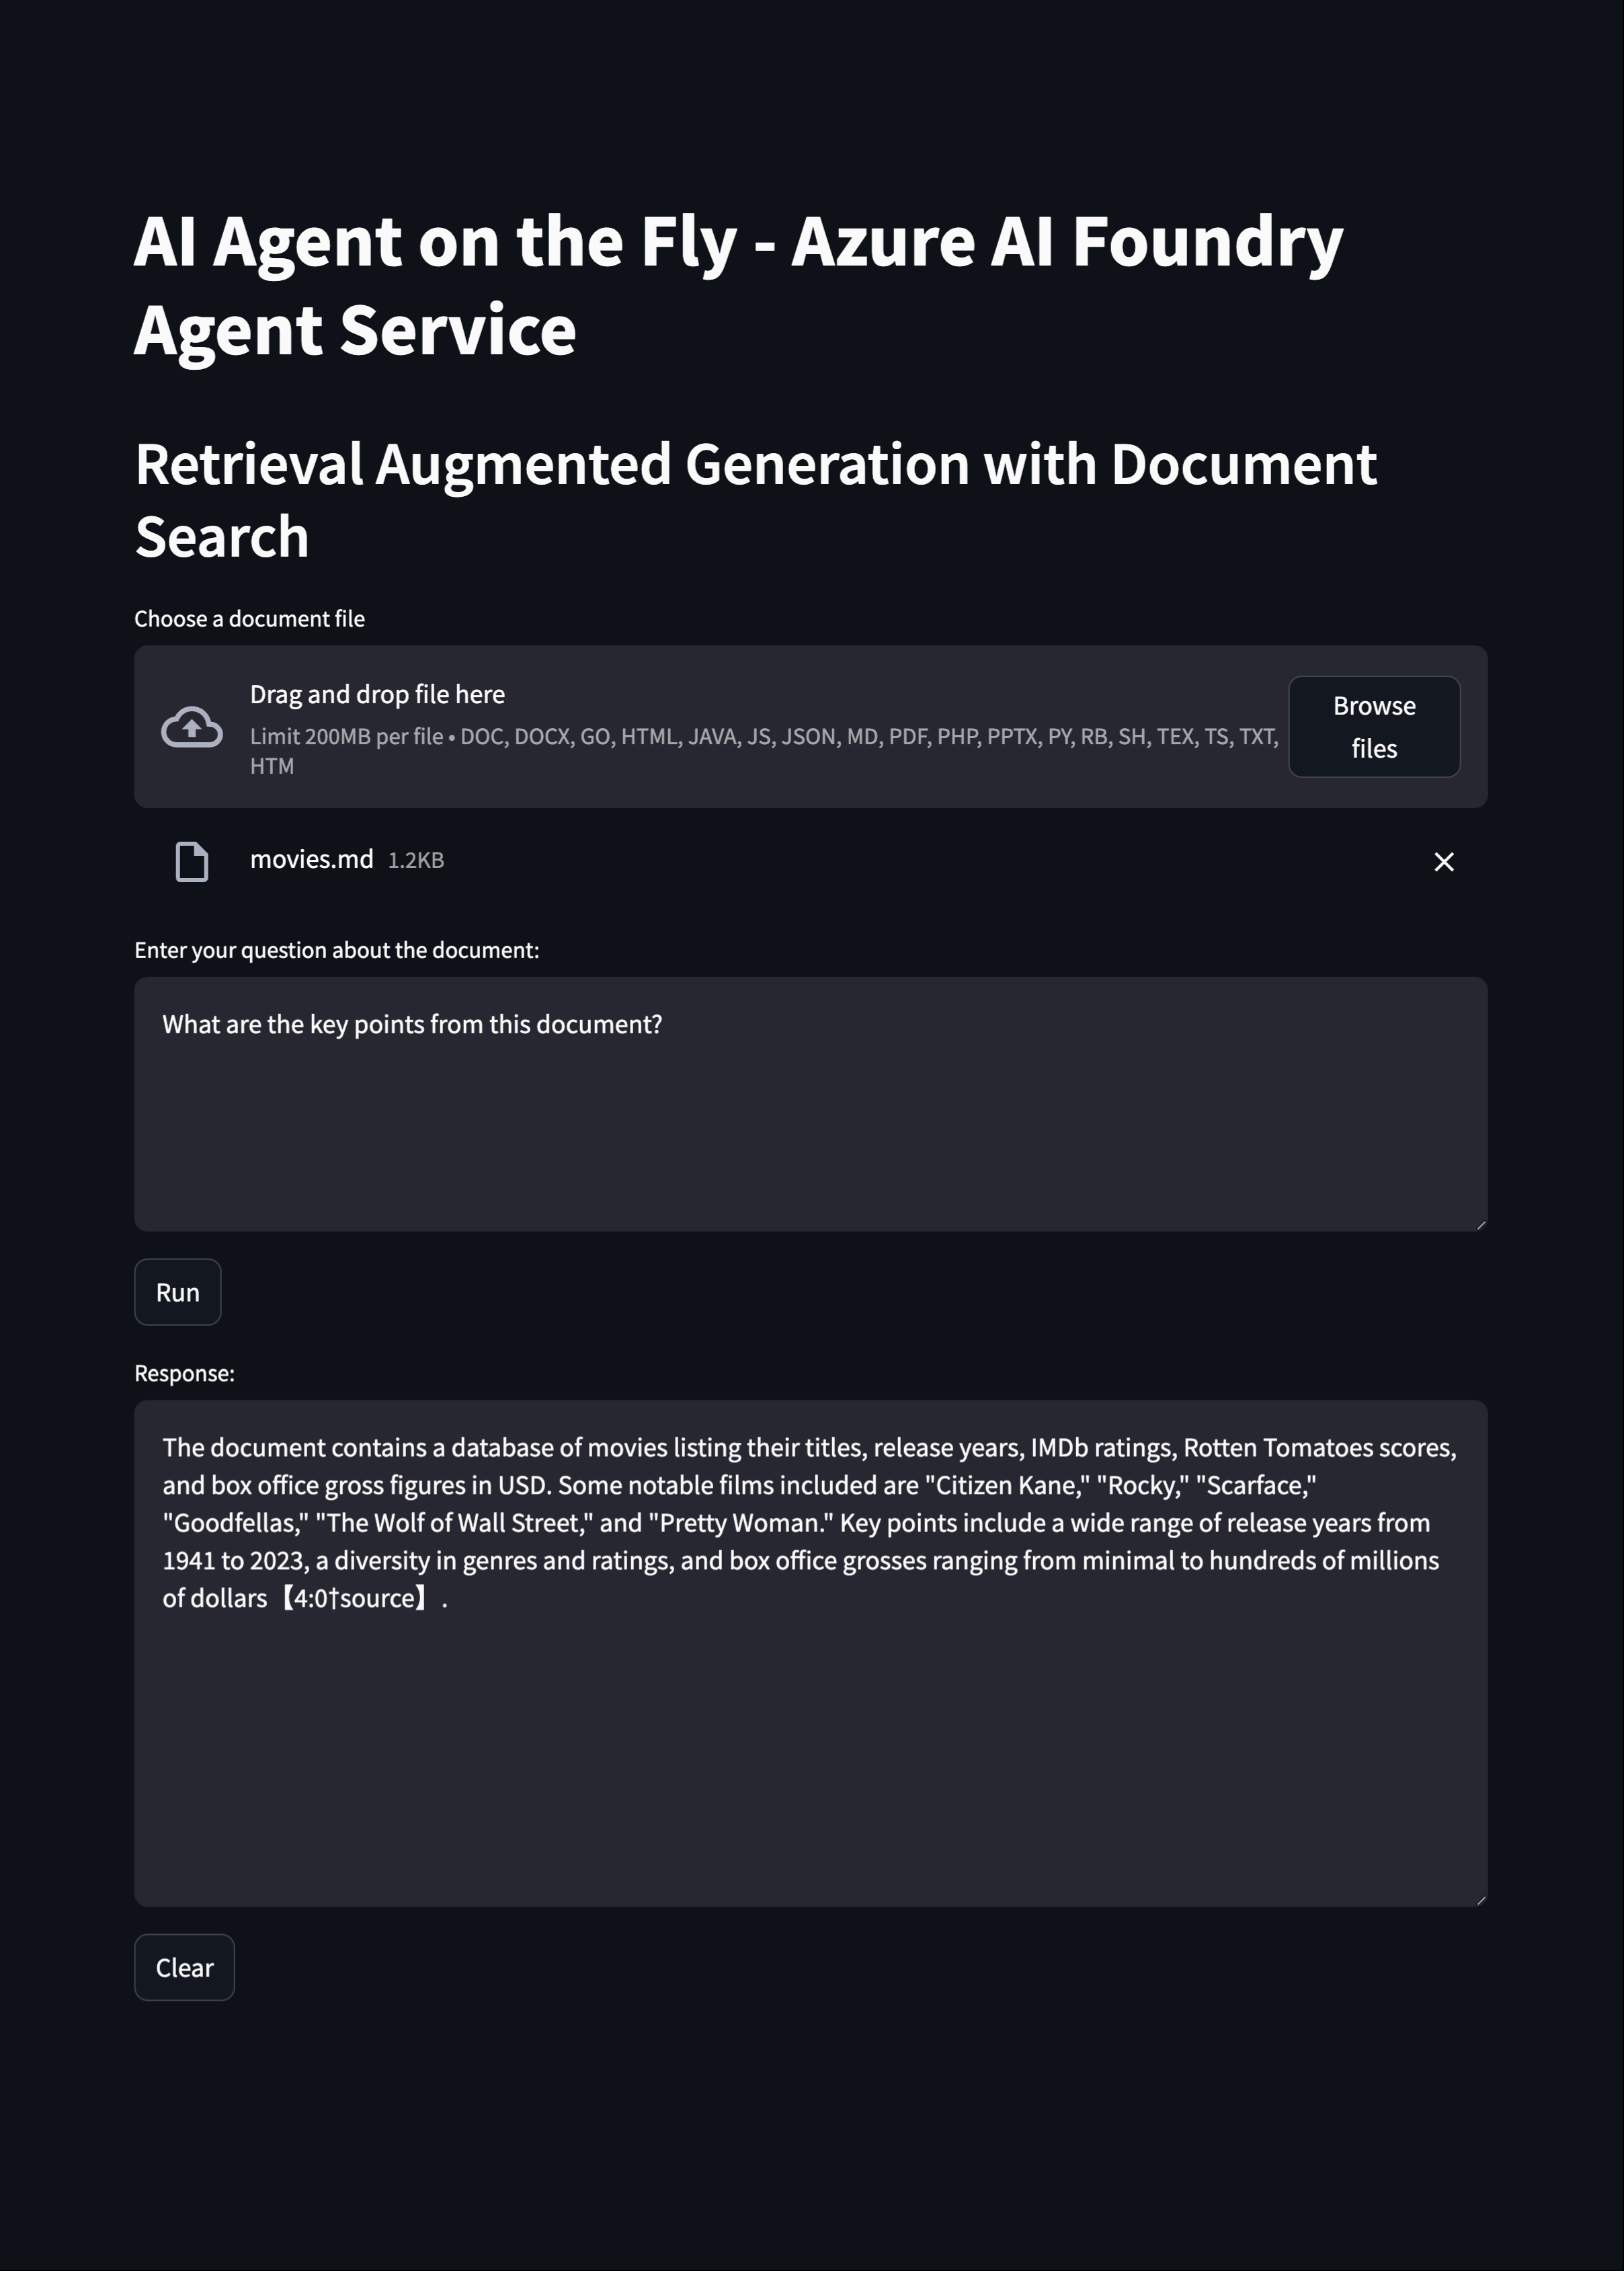 AI Agent on the Fly - Azure AI Foundry
Agent Service
Retrieval Augmented Generation with Document
Search
Choose a document file
Drag and drop file here
Limit 200MB per file • DOC, DOCX, GO, HTML, JAVA, JS, JSON, MD, PDF, PHP, PPTX, PY, RB, SH, TEX, TS, TXT,
HTM
Browse
files
movies.md 1.2KB
Enter your question about the document:
What are the key points from this document?
Run
Response:
The document contains a database of movies listing their titles, release years, IMDb ratings, Rotten Tomatoes scores,
and box office gross figures in USD. Some notable films included are "Citizen Kane," "Rocky," "Scarface,"
"Goodfellas," "The Wolf of Wall Street," and "Pretty Woman." Key points include a wide range of release years from
1941 to 2023, a diversity in genres and ratings, and box office grosses ranging from minimal to hundreds of millions
of dollars【4:0†source】.
Clear